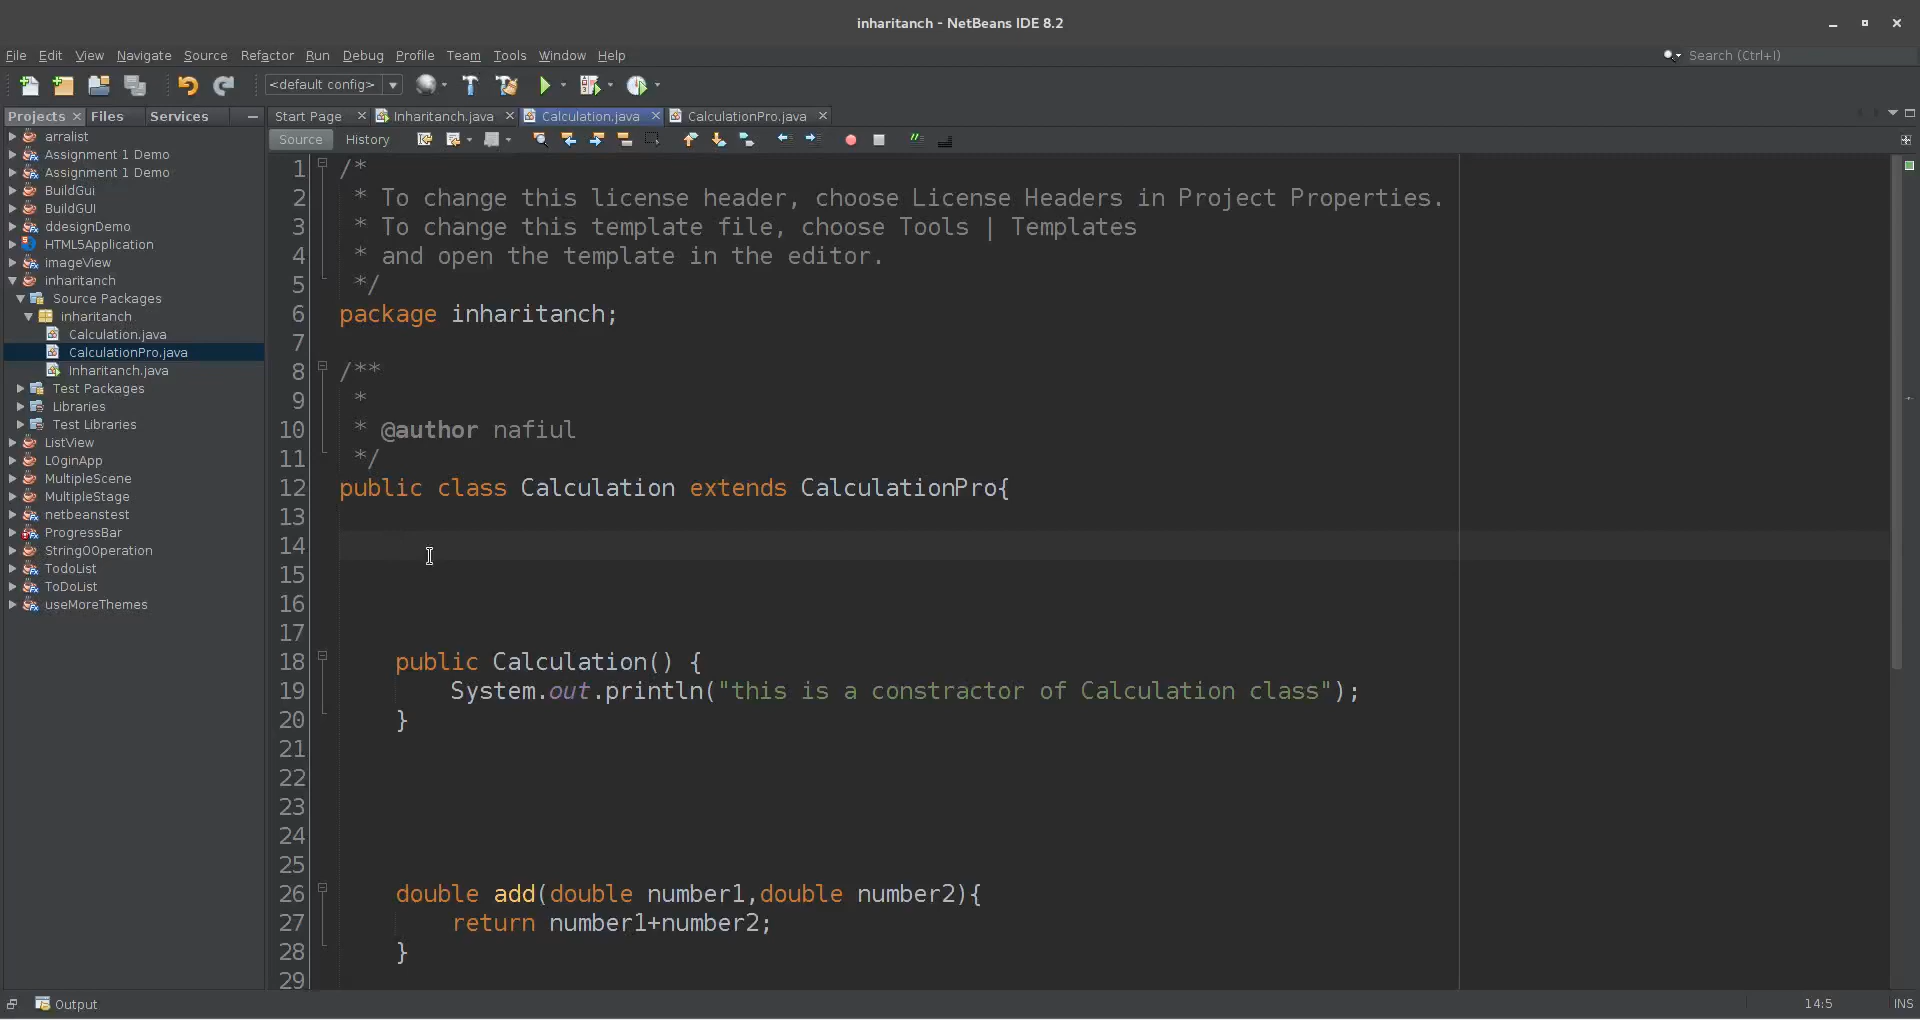 inharitanch - NetBeans IDE 8.2
File Edit View Navigate Source Refactor Run Debug Profile Team Tools Window Help
Search (Ctrl+I)
<default config>
Projects Files Services
Start Page Inharitanch.java Calculation.java CalculationPro.java
Source History
arralist
Assignment 1 Demo
Assignment 1 Demo
BuildGui
BuildGUI
ddesignDemo
HTML5Application
imageView
inharitanch
Source Packages
inharitanch
Calculation.java
CalculationPro.java
Inharitanch.java
Test Packages
Libraries
Test Libraries
ListView
LOginApp
MultipleScene
MultipleStage
netbeanstest
ProgressBar
StringOOperation
TodoList
ToDoList
useMoreThemes
1 /*
2 * To change this license header, choose License Headers in Project Properties.
3 * To change this template file, choose Tools | Templates
4 * and open the template in the editor.
5 */
6 package inharitanch;
7
8 /**
9 *
10 * @author nafiul
11 */
12 public class Calculation extends CalculationPro{
13
14
15
16
17
18 public Calculation() {
19 System.out.println("this is a constractor of Calculation class");
20 }
21
22
23
24
25
26 double add(double number1,double number2){
27 return number1+number2;
28 }
29
Output
14:5 INS